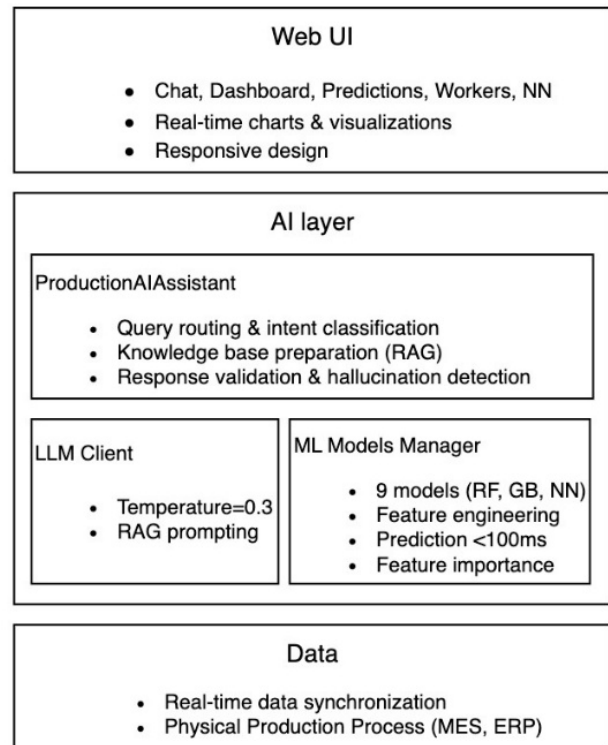 Web UI
• Chat, Dashboard, Predictions, Workers, NN
• Real-time charts & visualizations
• Responsive design
AI layer
ProductionAIAssistant
• Query routing & intent classification
• Knowledge base preparation (RAG)
• Response validation & hallucination detection
LLM Client
• Temperature=0.3
• RAG prompting
ML Models Manager
• 9 models (RF, GB, NN)
• Feature engineering
• Prediction <100ms
• Feature importance
Data
• Real-time data synchronization
• Physical Production Process (MES, ERP)